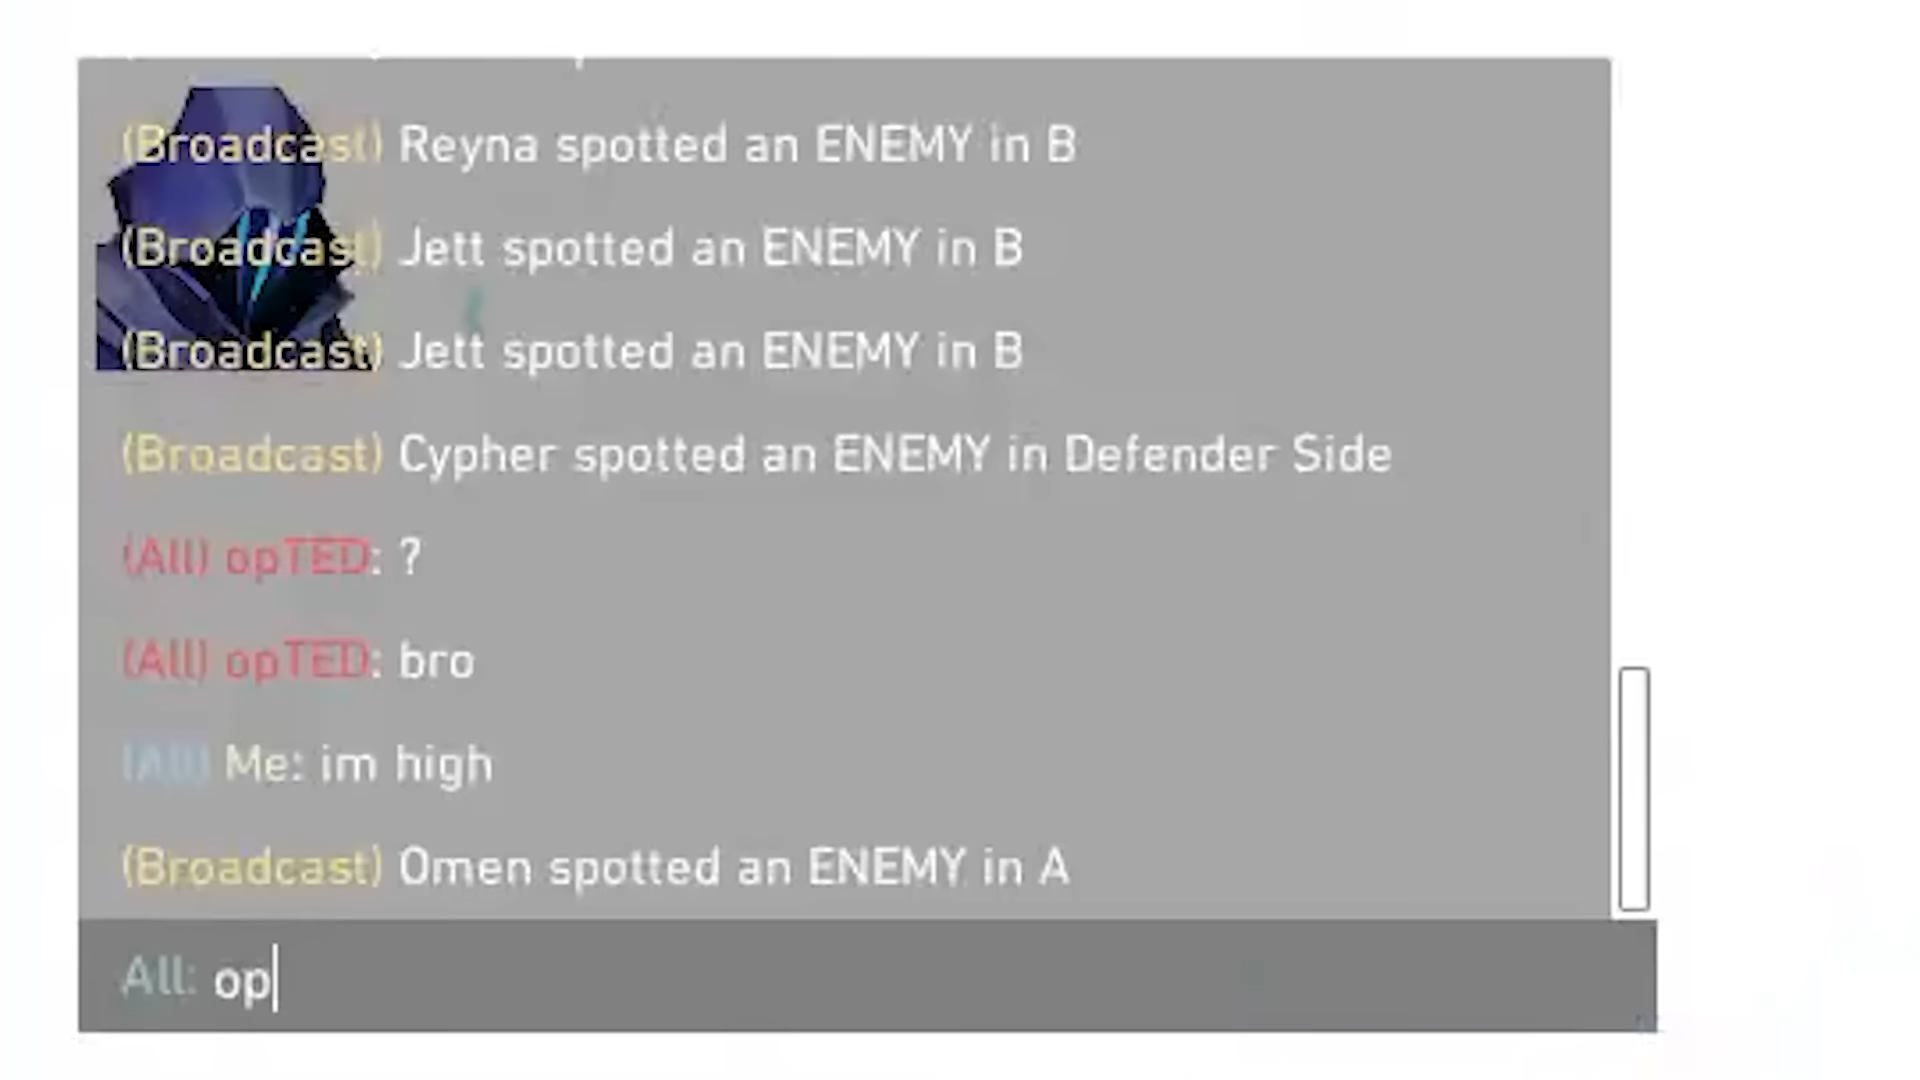 (Broadcast) Reyna spotted an ENEMY in B
(Broadcast) Jett spotted an ENEMY in B
(Broadcast) Jett spotted an ENEMY in B
(Broadcast) Cypher spotted an ENEMY in Defender Side
(All) opTED: ?
(All) opTED: bro
(All) Me: im high
(Broadcast) Omen spotted an ENEMY in A
All: op